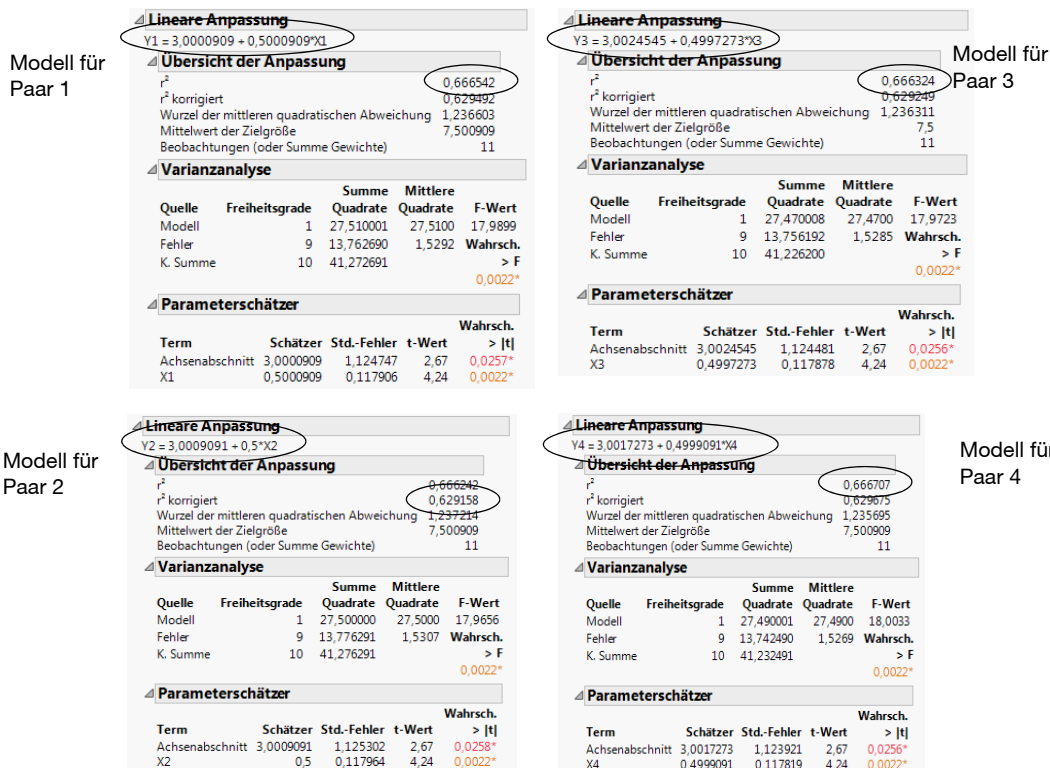 Modell für
Paar 1
Lineare Anpassung
Y1 = 3,0000909 + 0,5000909*X1
Übersicht der Anpassung
r² 0,666542
r² korrigiert 0,629492
Wurzel der mittleren quadratischen Abweichung 1,236603
Mittelwert der Zielgröße 7,500909
Beobachtungen (oder Summe Gewichte) 11
Varianzanalyse
Summe Mittlere
Quelle Freiheitsgrade Quadrate Quadrate F-Wert
Modell 1 27,510001 27,5100 17,9899
Fehler 9 13,762690 1,5292 Wahrsch.
K. Summe 10 41,272691 > F
0,0022*
Parameterschätzer
Wahrsch.
Term Schätzer Std.-Fehler t-Wert > |t|
Achsenabschnitt 3,0000909 1,124747 2,67 0,0257*
X1 0,5000909 0,117906 4,24 0,0022*
Modell für
Paar 3
Lineare Anpassung
Y3 = 3,0024545 + 0,4997273*X3
Übersicht der Anpassung
r² 0,666324
r² korrigiert 0,629249
Wurzel der mittleren quadratischen Abweichung 1,236311
Mittelwert der Zielgröße 7,5
Beobachtungen (oder Summe Gewichte) 11
Varianzanalyse
Summe Mittlere
Quelle Freiheitsgrade Quadrate Quadrate F-Wert
Modell 1 27,470008 27,4700 17,9723
Fehler 9 13,756192 1,5285 Wahrsch.
K. Summe 10 41,226200 > F
0,0022*
Parameterschätzer
Wahrsch.
Term Schätzer Std.-Fehler t-Wert > |t|
Achsenabschnitt 3,0024545 1,124481 2,67 0,0256*
X3 0,4997273 0,117878 4,24 0,0022*
Modell für
Paar 2
Lineare Anpassung
Y2 = 3,0009091 + 0,5*X2
Übersicht der Anpassung
r² 0,666242
r² korrigiert 0,629158
Wurzel der mittleren quadratischen Abweichung 1,237214
Mittelwert der Zielgröße 7,500909
Beobachtungen (oder Summe Gewichte) 11
Varianzanalyse
Summe Mittlere
Quelle Freiheitsgrade Quadrate Quadrate F-Wert
Modell 1 27,500000 27,5000 17,9656
Fehler 9 13,776291 1,5307 Wahrsch.
K. Summe 10 41,276291 > F
0,0022*
Parameterschätzer
Wahrsch.
Term Schätzer Std.-Fehler t-Wert > |t|
Achsenabschnitt 3,0009091 1,125302 2,67 0,0258*
X2 0,5 0,117964 4,24 0,0022*
Modell für
Paar 4
Lineare Anpassung
Y4 = 3,0017273 + 0,4999091*X4
Übersicht der Anpassung
r² 0,666707
r² korrigiert 0,629675
Wurzel der mittleren quadratischen Abweichung 1,235695
Mittelwert der Zielgröße 7,500909
Beobachtungen (oder Summe Gewichte) 11
Varianzanalyse
Summe Mittlere
Quelle Freiheitsgrade Quadrate Quadrate F-Wert
Modell 1 27,490001 27,4900 18,0033
Fehler 9 13,742490 1,5269 Wahrsch.
K. Summe 10 41,232491 > F
0,0022*
Parameterschätzer
Wahrsch.
Term Schätzer Std.-Fehler t-Wert > |t|
Achsenabschnitt 3,0017273 1,123921 2,67 0,0256*
X4 0,4999091 0,117819 4,24 0,0022*